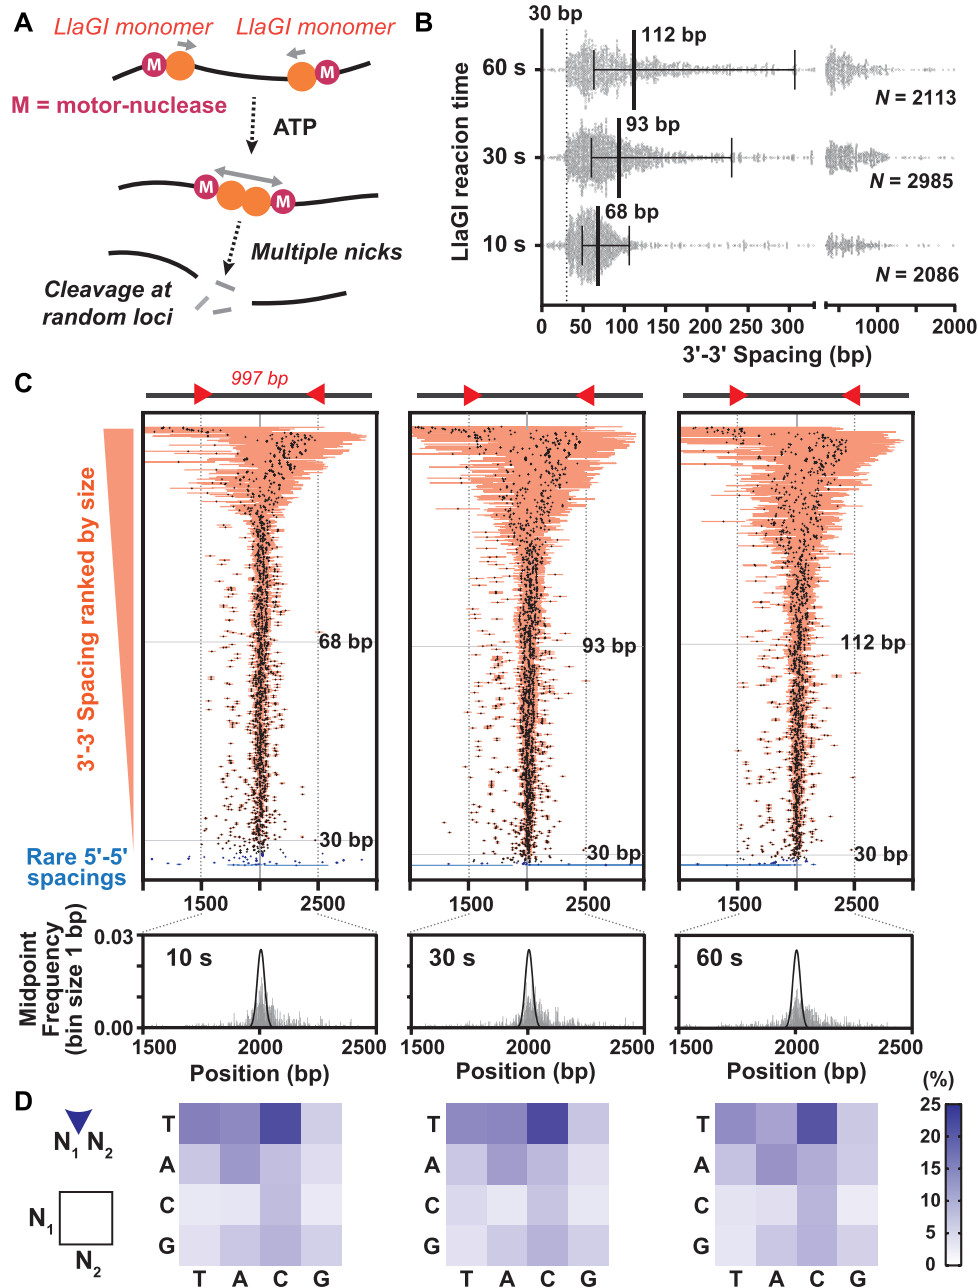 A
LlaGI monomer LlaGI monomer
M M
M = motor-nuclease
ATP
M M
Multiple nicks
Cleavage at
random loci
B
30 bp
LlaGI reacion time
60 s
112 bp
N = 2113
30 s
93 bp
N = 2985
10 s
68 bp
N = 2086
0 50 100 150 200 250 300 1000 2000
3'-3' Spacing (bp)
C
997 bp
3'-3' Spacing ranked by size
68 bp 93 bp 112 bp
30 bp 30 bp 30 bp
Rare 5'-5'
spacings
1500 2500 1500 2500 1500 2500
Midpoint
Frequency
(bin size 1 bp)
0.03
0.00
10 s 30 s 60 s
1500 2000 2500 1500 2000 2500 1500 2000 2500
Position (bp) Position (bp) Position (bp)
D
N1 N2
N1
N2
T T T
A A A
C C C
G G G
T A C G T A C G T A C G
(%)
25
20
15
10
5
0